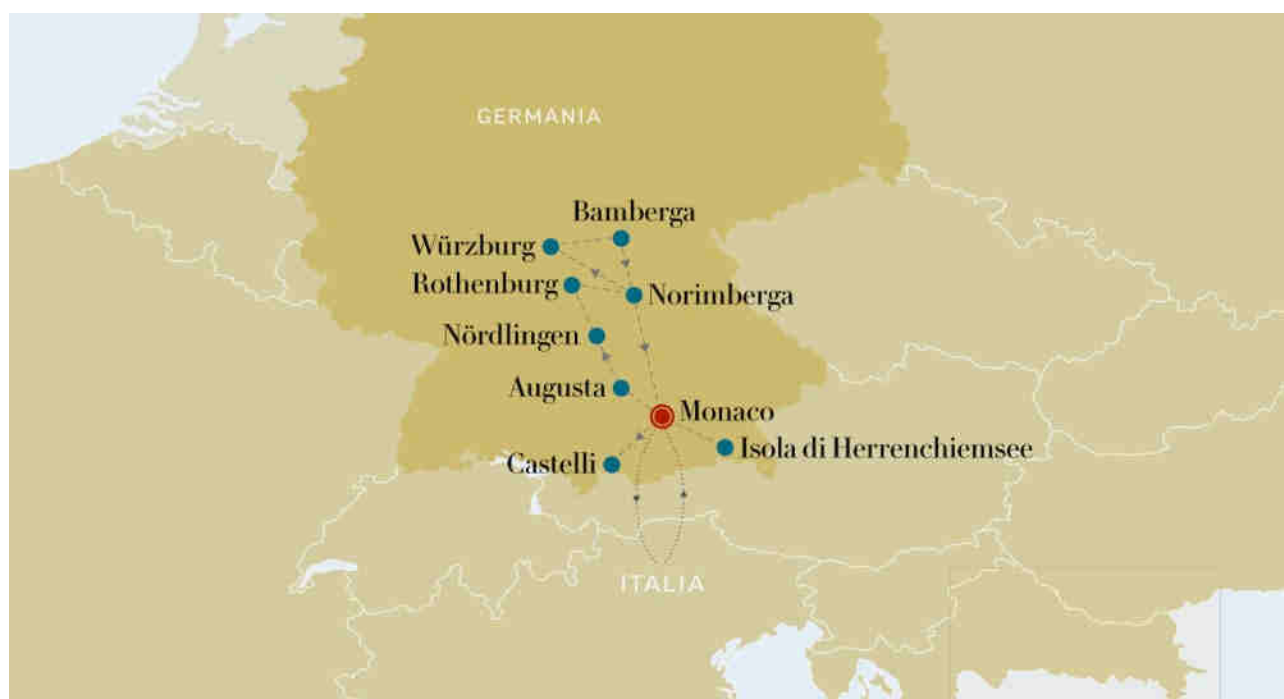 GERMANIA
Bamberga
Würzburg
Rothenburg
Norimberga
Nördlingen
Augusta
Monaco
Isola di Herrenchiemsee
Castelli
ITALIA